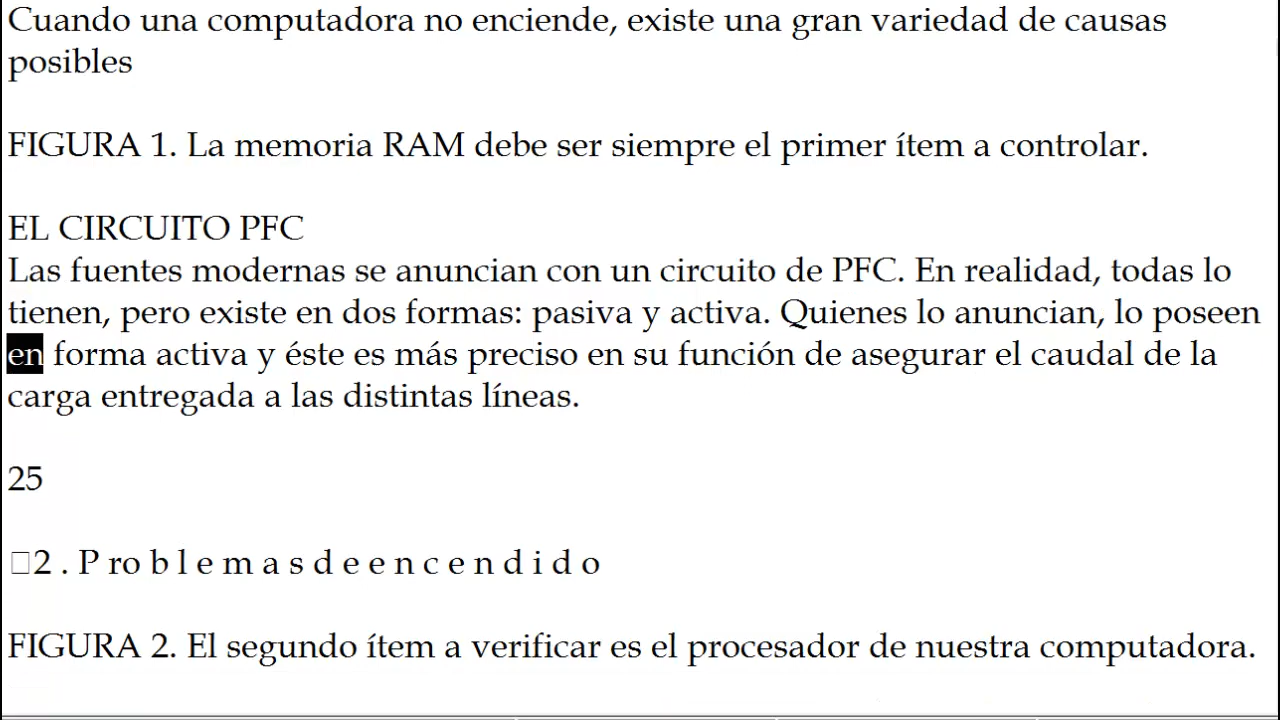 Cuando una computadora no enciende, existe una gran variedad de causas
posibles
FIGURA 1. La memoria RAM debe ser siempre el primer ítem a controlar.
EL CIRCUITO PFC
Las fuentes modernas se anuncian con un circuito de PFC. En realidad, todas lo
tienen, pero existe en dos formas: pasiva y activa. Quienes lo anuncian, lo poseen
en forma activa y éste es más preciso en su función de asegurar el caudal de la
carga entregada a las distintas líneas.
25
□2 . P ro b l e m a s d e e n c e n d i d o
FIGURA 2. El segundo ítem a verificar es el procesador de nuestra computadora.